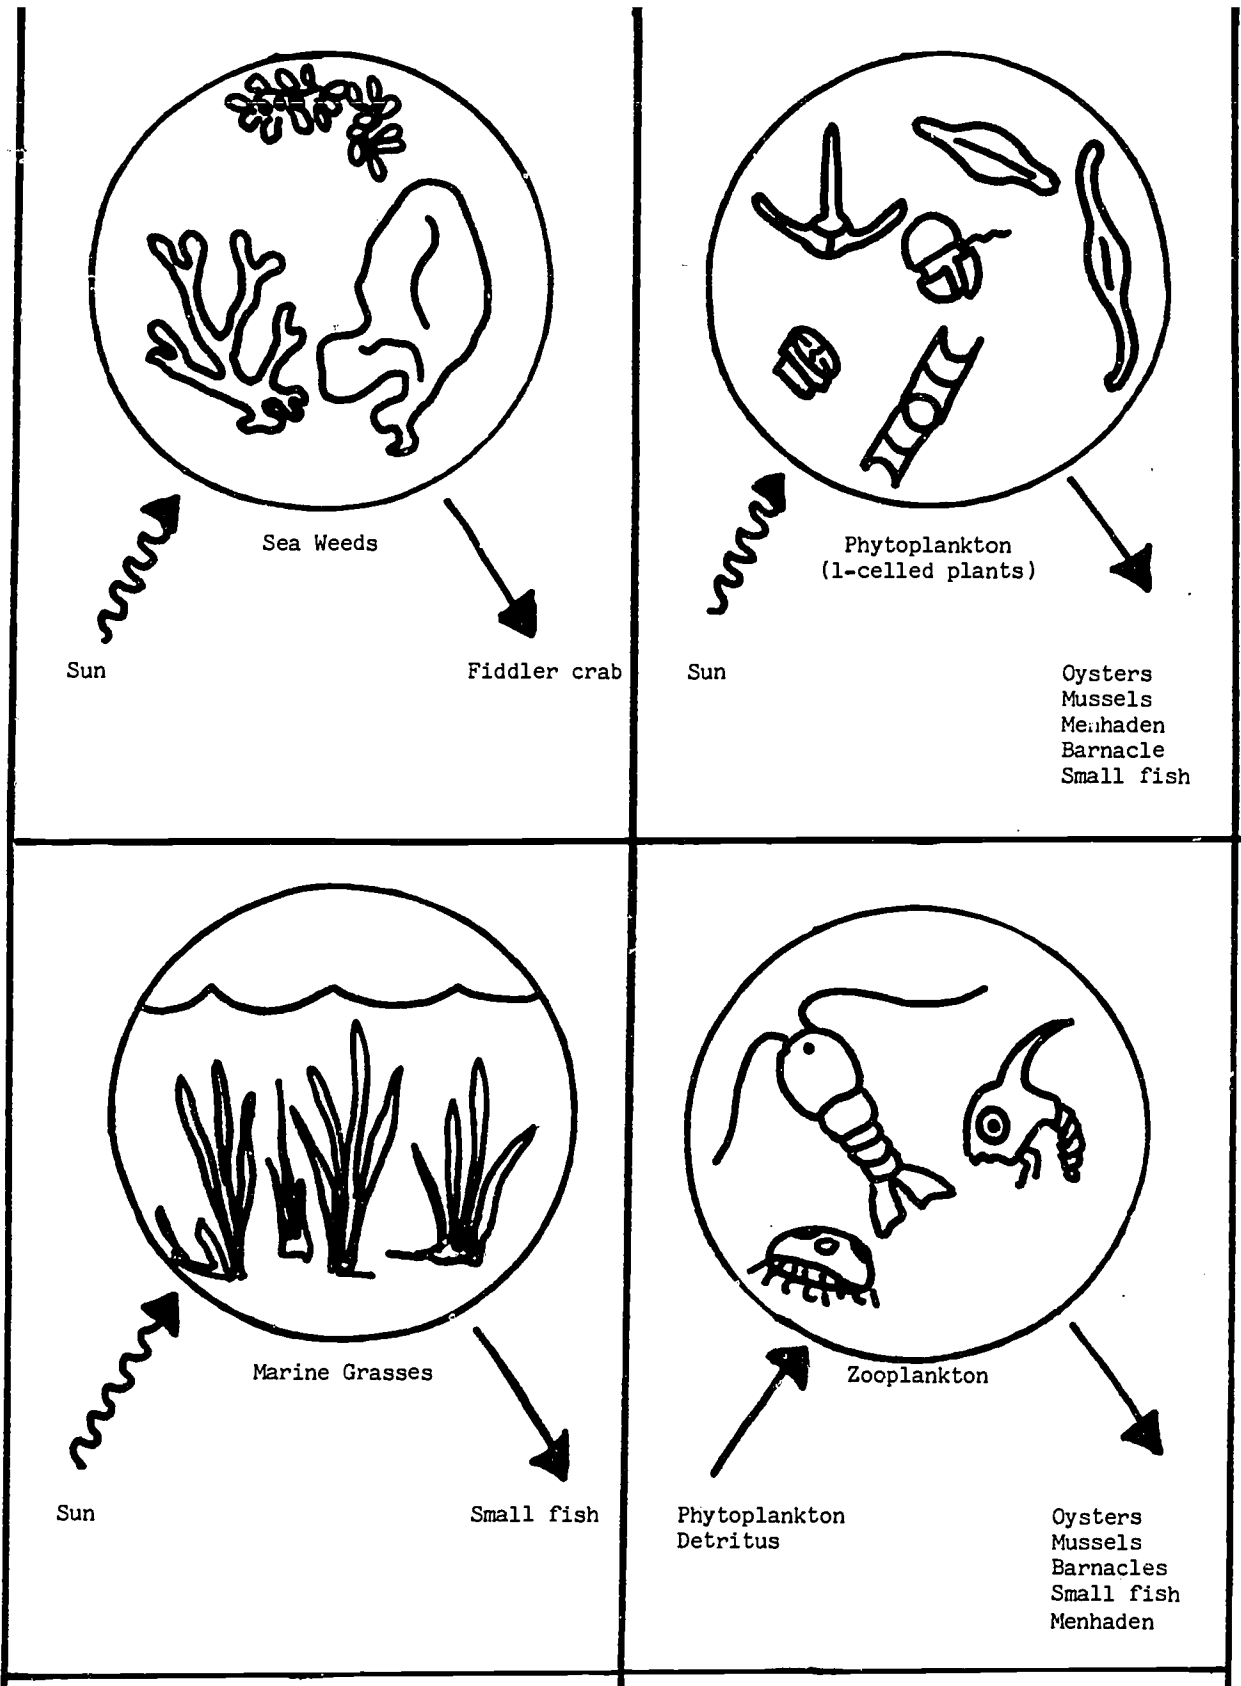 Sea Weeds
Sun
Fiddler crab
Phytoplankton
(1-celled plants)
Sun
Oysters
Mussels
Menhaden
Barnacle
Small fish
Marine Grasses
Sun
Small fish
Zooplankton
Phytoplankton
Detritus
Oysters
Mussels
Barnacles
Small fish
Menhaden